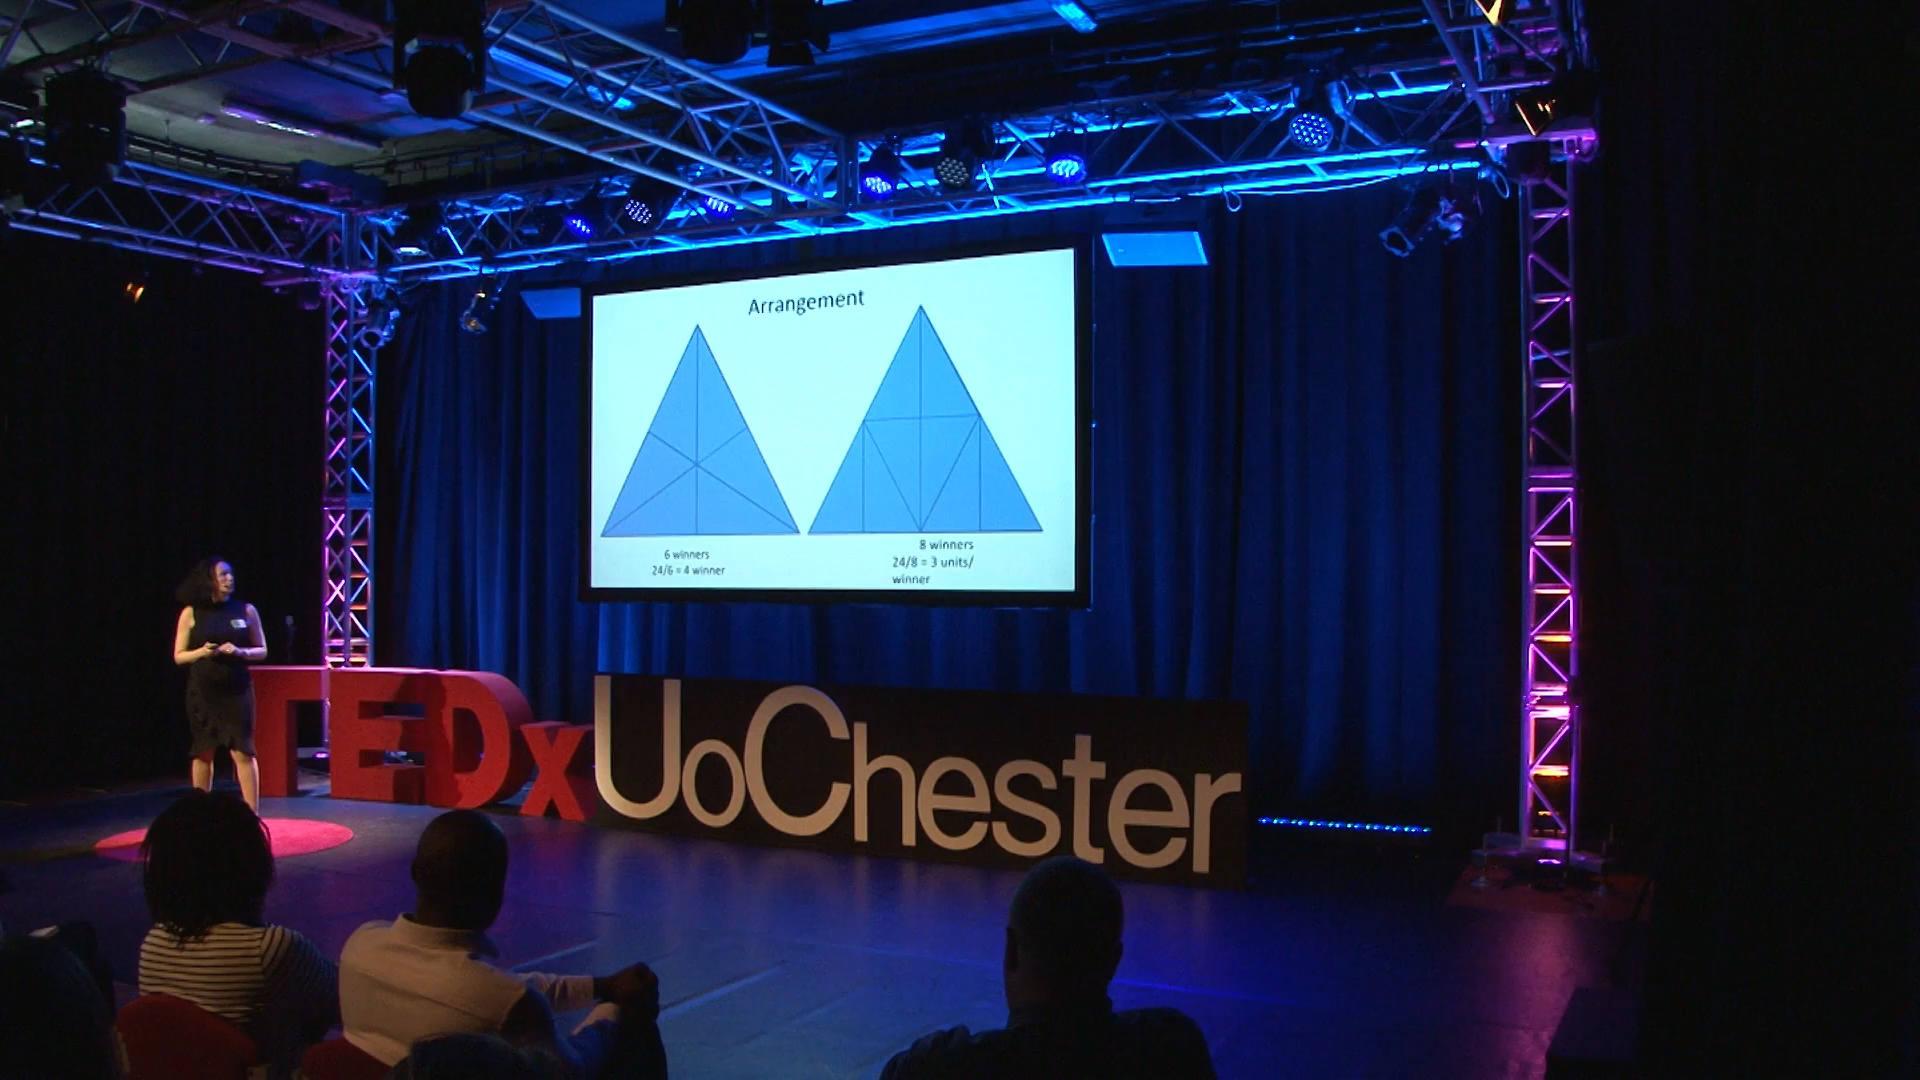 Arrangement
6 winners
24/6 = 4 winner
8 winners
24/8 = 3 units/
winner
TEDx
UoChester